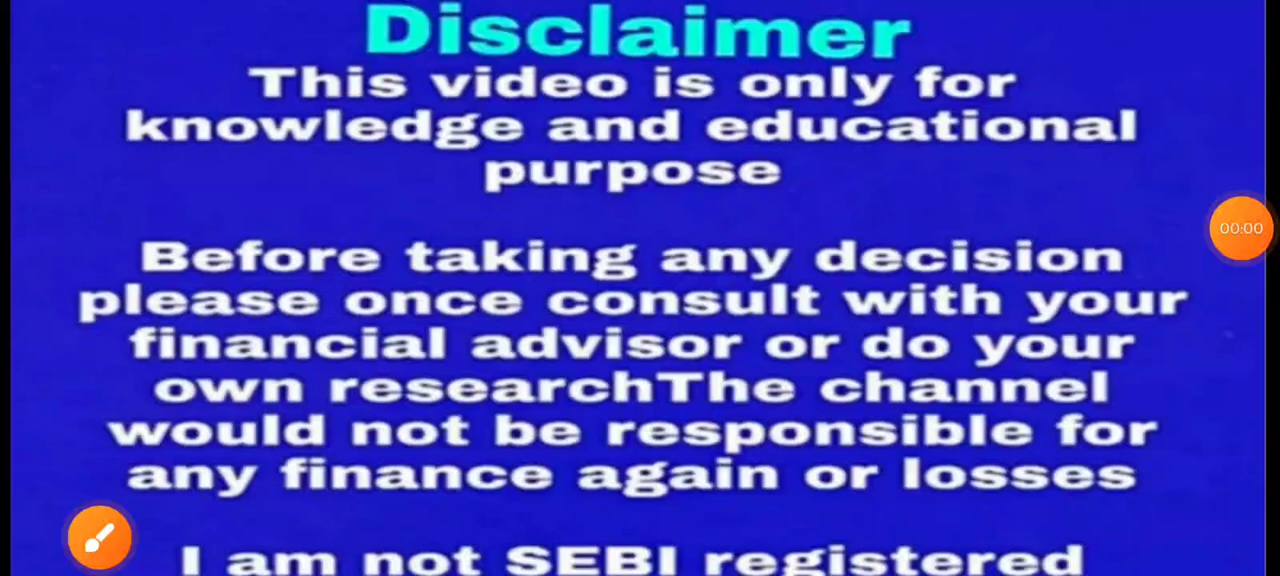 Disclaimer
This video is only for
knowledge and educational
purpose
Before taking any decision
please once consult with your
financial advisor or do your
own researchThe channel
would not be responsible for
any finance again or losses
I am not SEBI registered
00:00